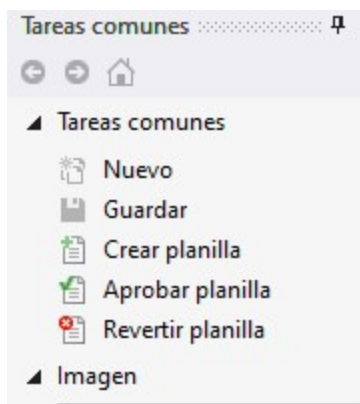 Tareas comunes
Tareas comunes
Nuevo
Guardar
Crear planilla
Aprobar planilla
Revertir planilla
Imagen